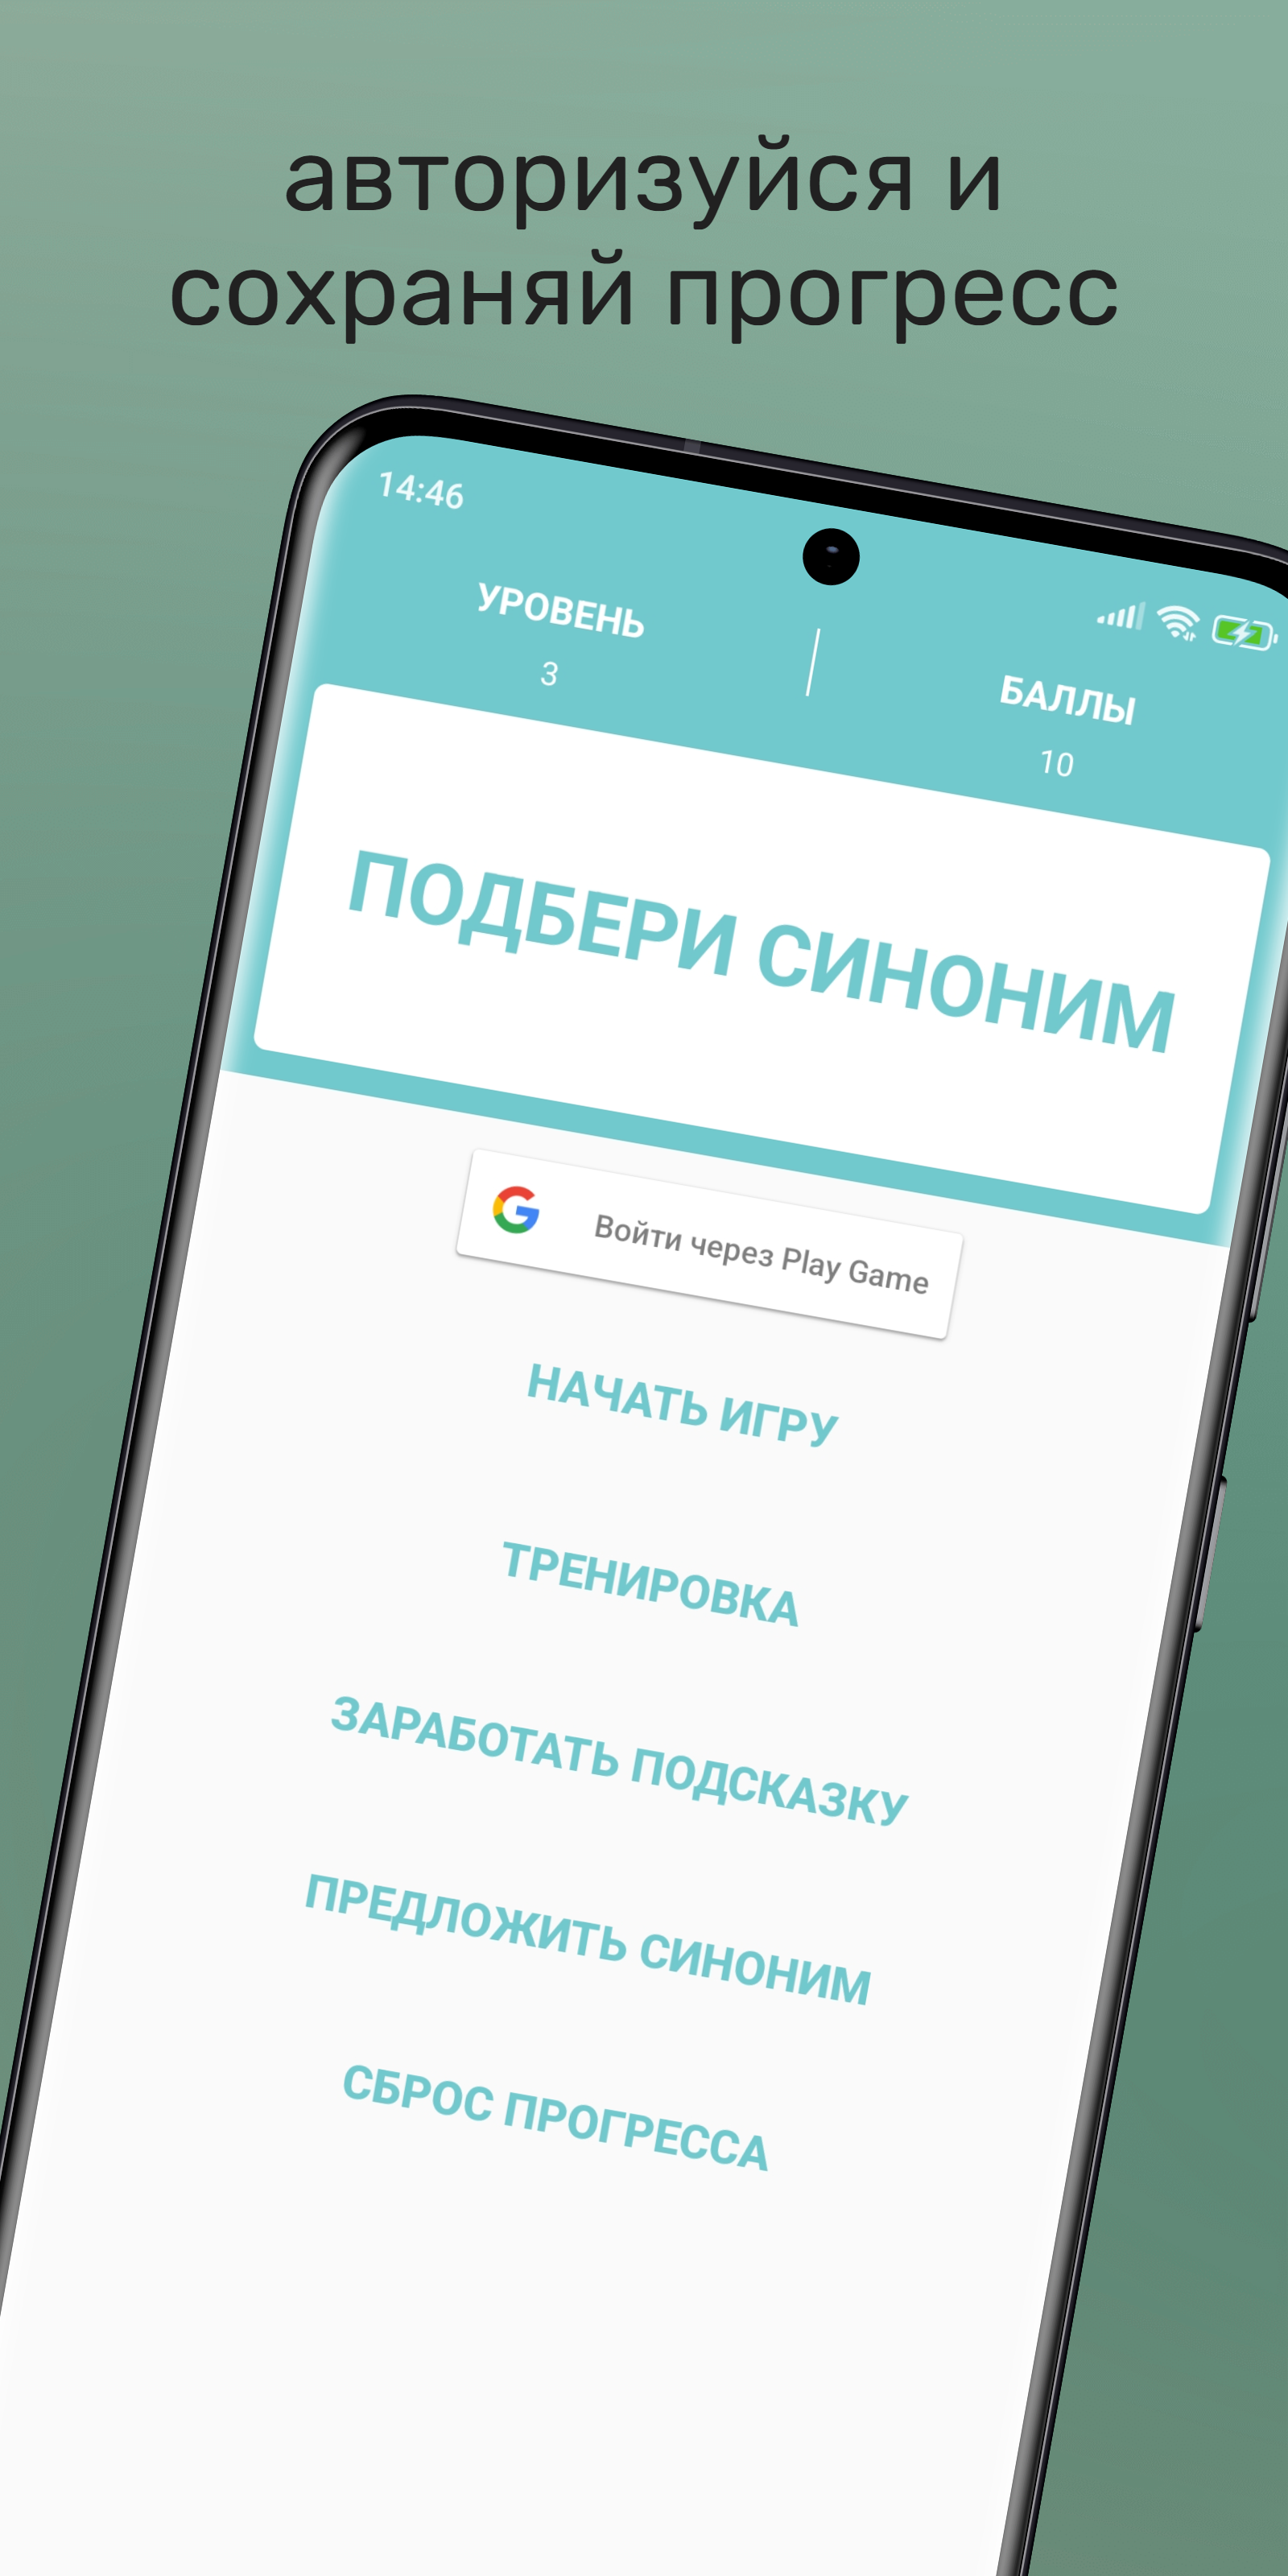 авторизуйся и
сохраняй прогресс
14:46
УРОВЕНЬ
3
БАЛЛЫ
10
ПОДБЕРИ СИНОНИМ
Войти через Play Game
НАЧАТЬ ИГРУ
ТРЕНИРОВКА
ЗАРАБОТАТЬ ПОДСКАЗКУ
ПРЕДЛОЖИТЬ СИНОНИМ
СБРОС ПРОГРЕССА